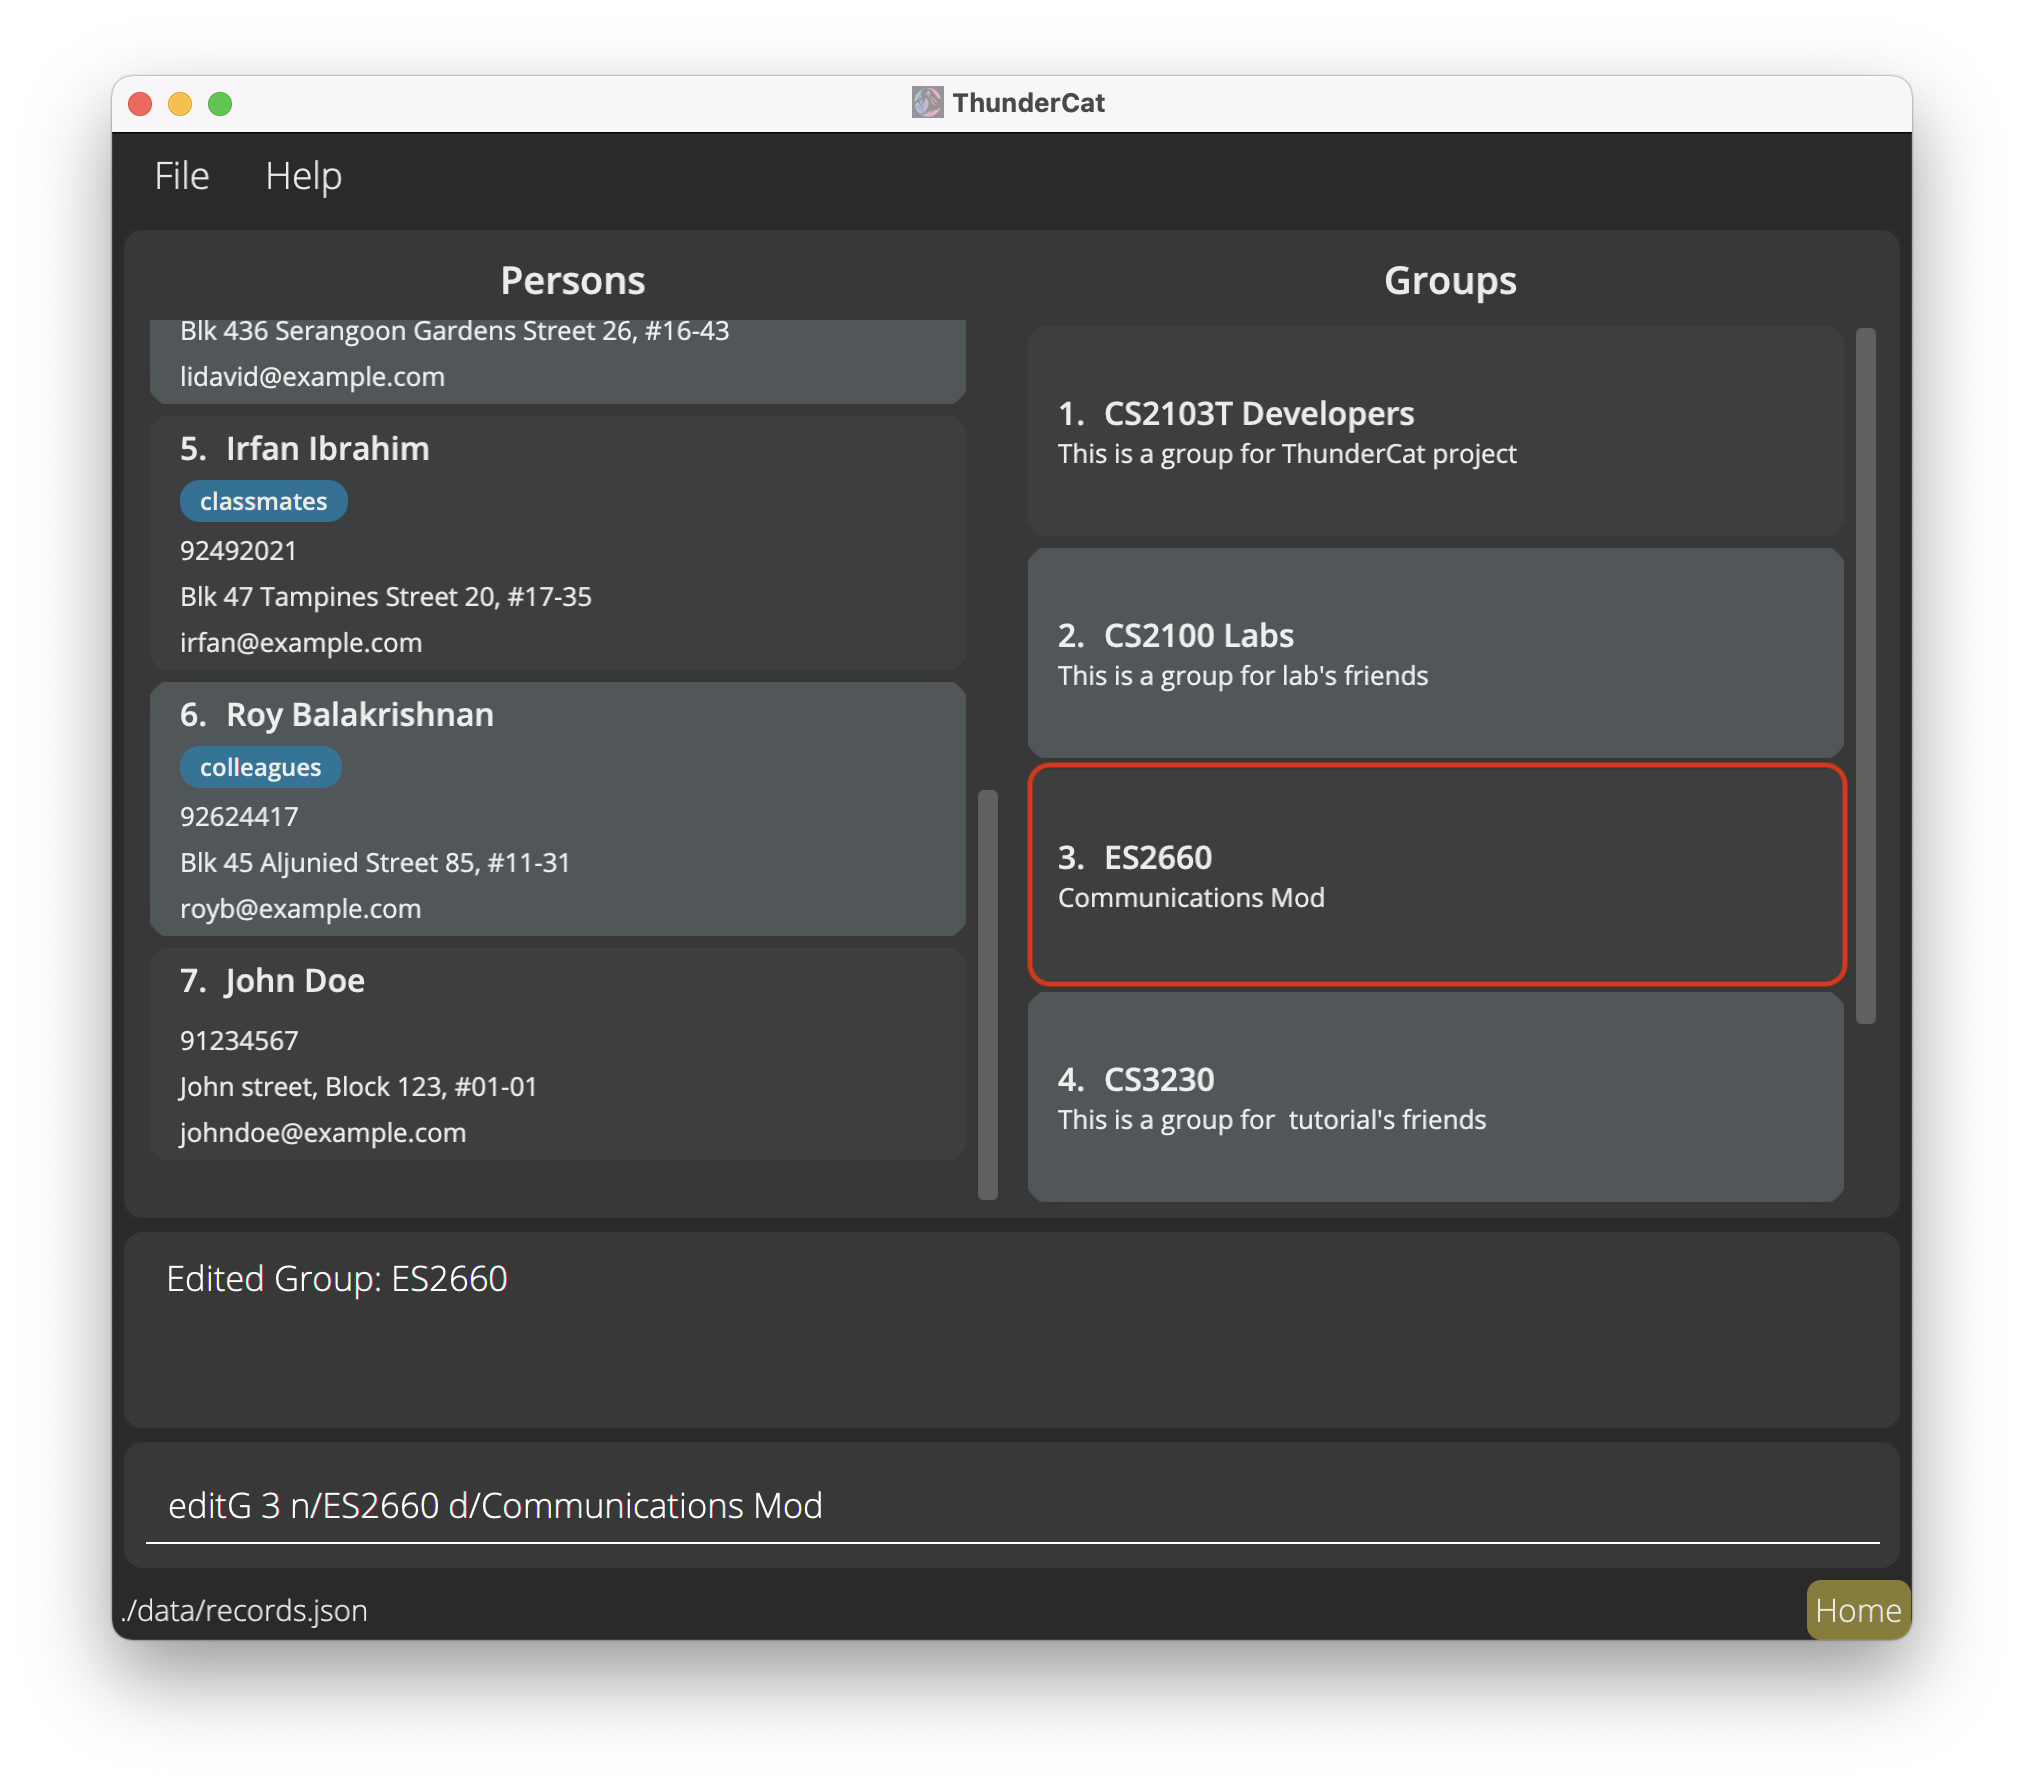 ThunderCat
File Help
Persons
Blk 436 Serangoon Gardens Street 26, #16-43
lidavid@example.com
5. Irfan Ibrahim
classmates
92492021
Blk 47 Tampines Street 20, #17-35
irfan@example.com
6. Roy Balakrishnan
colleagues
92624417
Blk 45 Aljunied Street 85, #11-31
royb@example.com
7. John Doe
91234567
John street, Block 123, #01-01
johndoe@example.com
Groups
1. CS2103T Developers
This is a group for ThunderCat project
2. CS2100 Labs
This is a group for lab's friends
3. ES2660
Communications Mod
4. CS3230
This is a group for  tutorial's friends
Edited Group: ES2660
editG 3 n/ES2660 d/Communications Mod
./data/records.json
Home